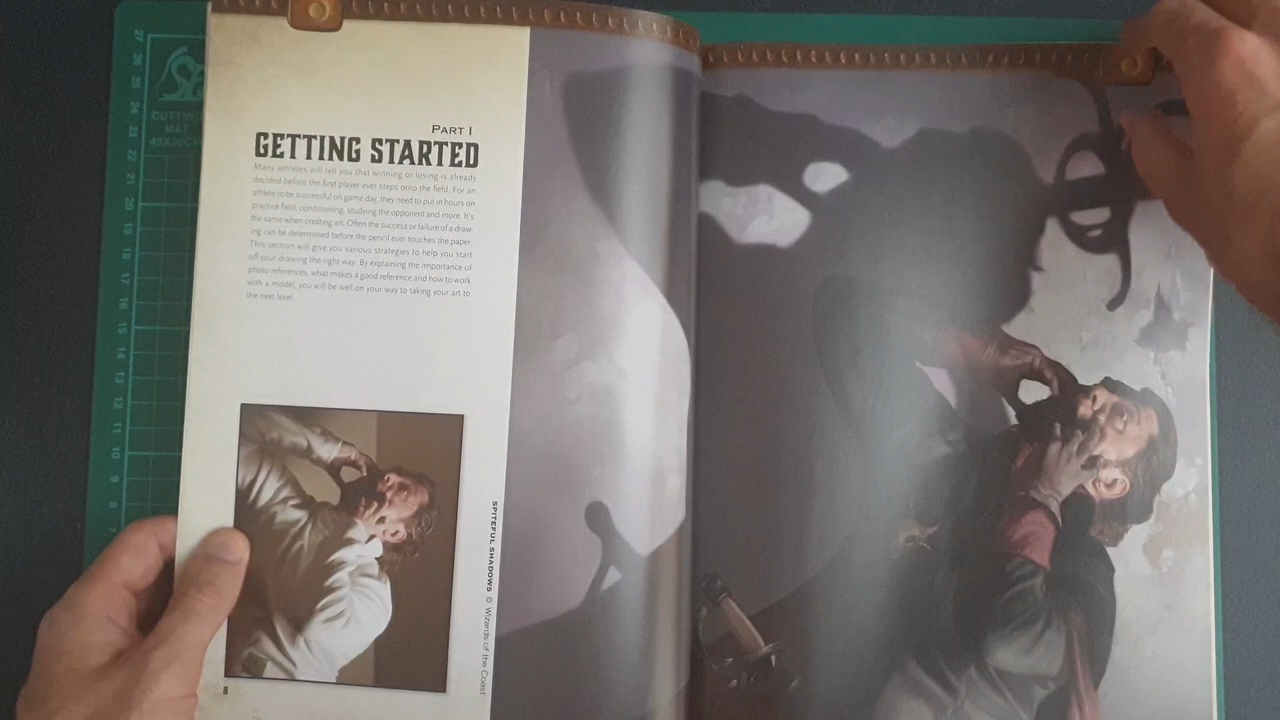 PART I
GETTING STARTED
Many athletes will tell you that winning or losing is already
decided before the first player ever steps onto the field. For an
athlete to be successful on game day, they need to put in hours on
practice field, conditioning, studying the opponent and more. It's
the same when creating art. Often the success or failure of a draw-
ing can be determined before the pencil ever touches the paper.
This section will give you various strategies to help you start
off your drawing the right way. By explaining the importance of
photo references, what makes a good reference and how to work
with a model, you will be well on your way to taking your art to
the next level.
SPITEFUL SHADOWS © Wizards of the Coast
8
CUTTING
MAT
27
26
25
24
23
22
21
20
19
18
17
16
15
14
13
12
11
10
9
8
7